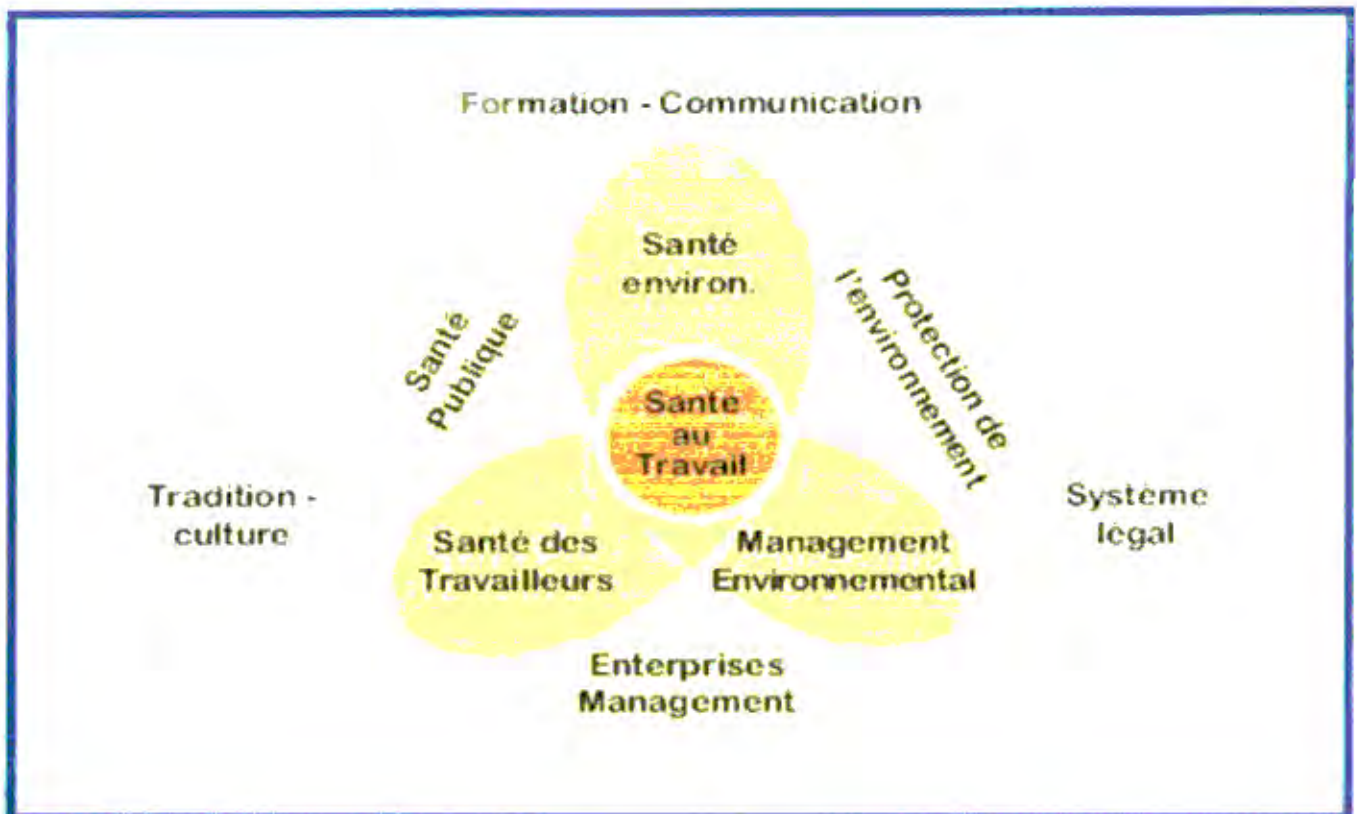 Formation - Communication
Santé
environ.
Santé
Publique
Protection de
l'environnement
Santé
au
Travail
Tradition -
culture
Système
légal
Santé des
Travailleurs
Management
Environnemental
Enterprises
Management